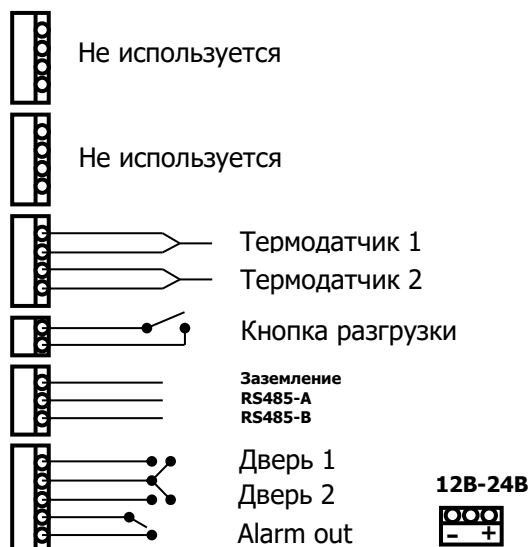 Не используется
Не используется
Термодатчик 1
Термодатчик 2
Кнопка разгрузки
Заземление
RS485-A
RS485-B
Дверь 1
Дверь 2
Alarm out
12В-24В
- +